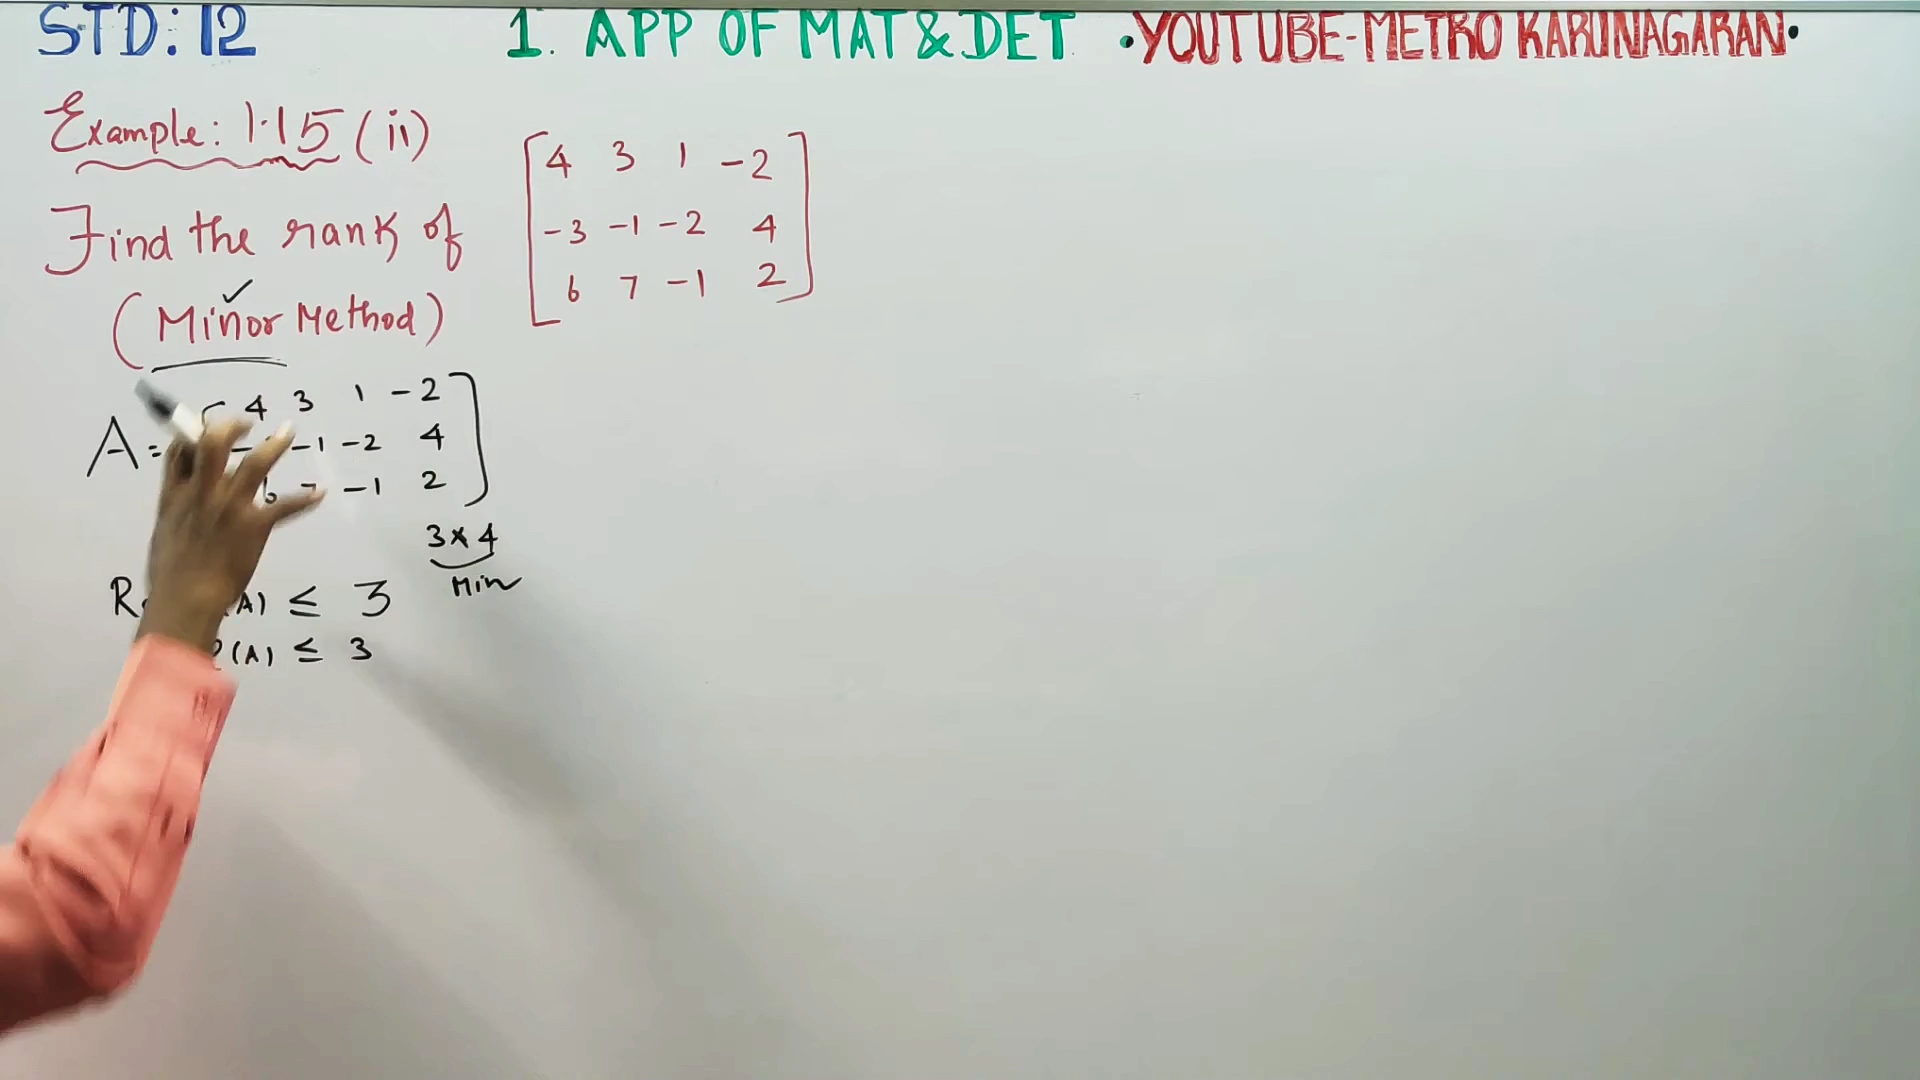 STD: 12 1. APP OF MAT & DET •YOUTUBE-METRO KARUNAGARAN•
Example: 1.15 (ii)
Find the rank of
(Minor Method)
4 3 1 -2
-3 -1 -2 4
6 7 -1 2
A= 4 3 1 -2
-1 -2 4
6 7 -1 2
3×4
Min
(A) ≤ 3
(A) ≤ 3